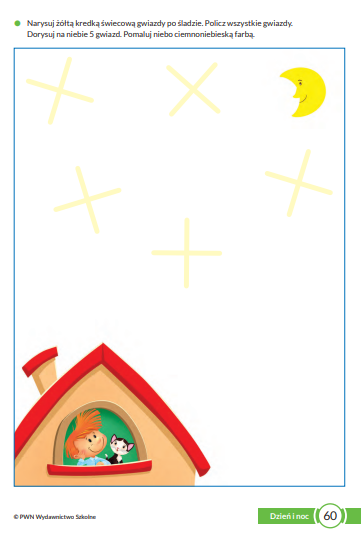 Narysuj żółtą kredką świecową gwiazdy po śladzie. Policz wszystkie gwiazdy.
Dorysuj na niebie 5 gwiazd. Pomaluj niebo ciemnoniebieską farbą.
© PWN Wydawnictwo Szkolne
Dzień i noc 60